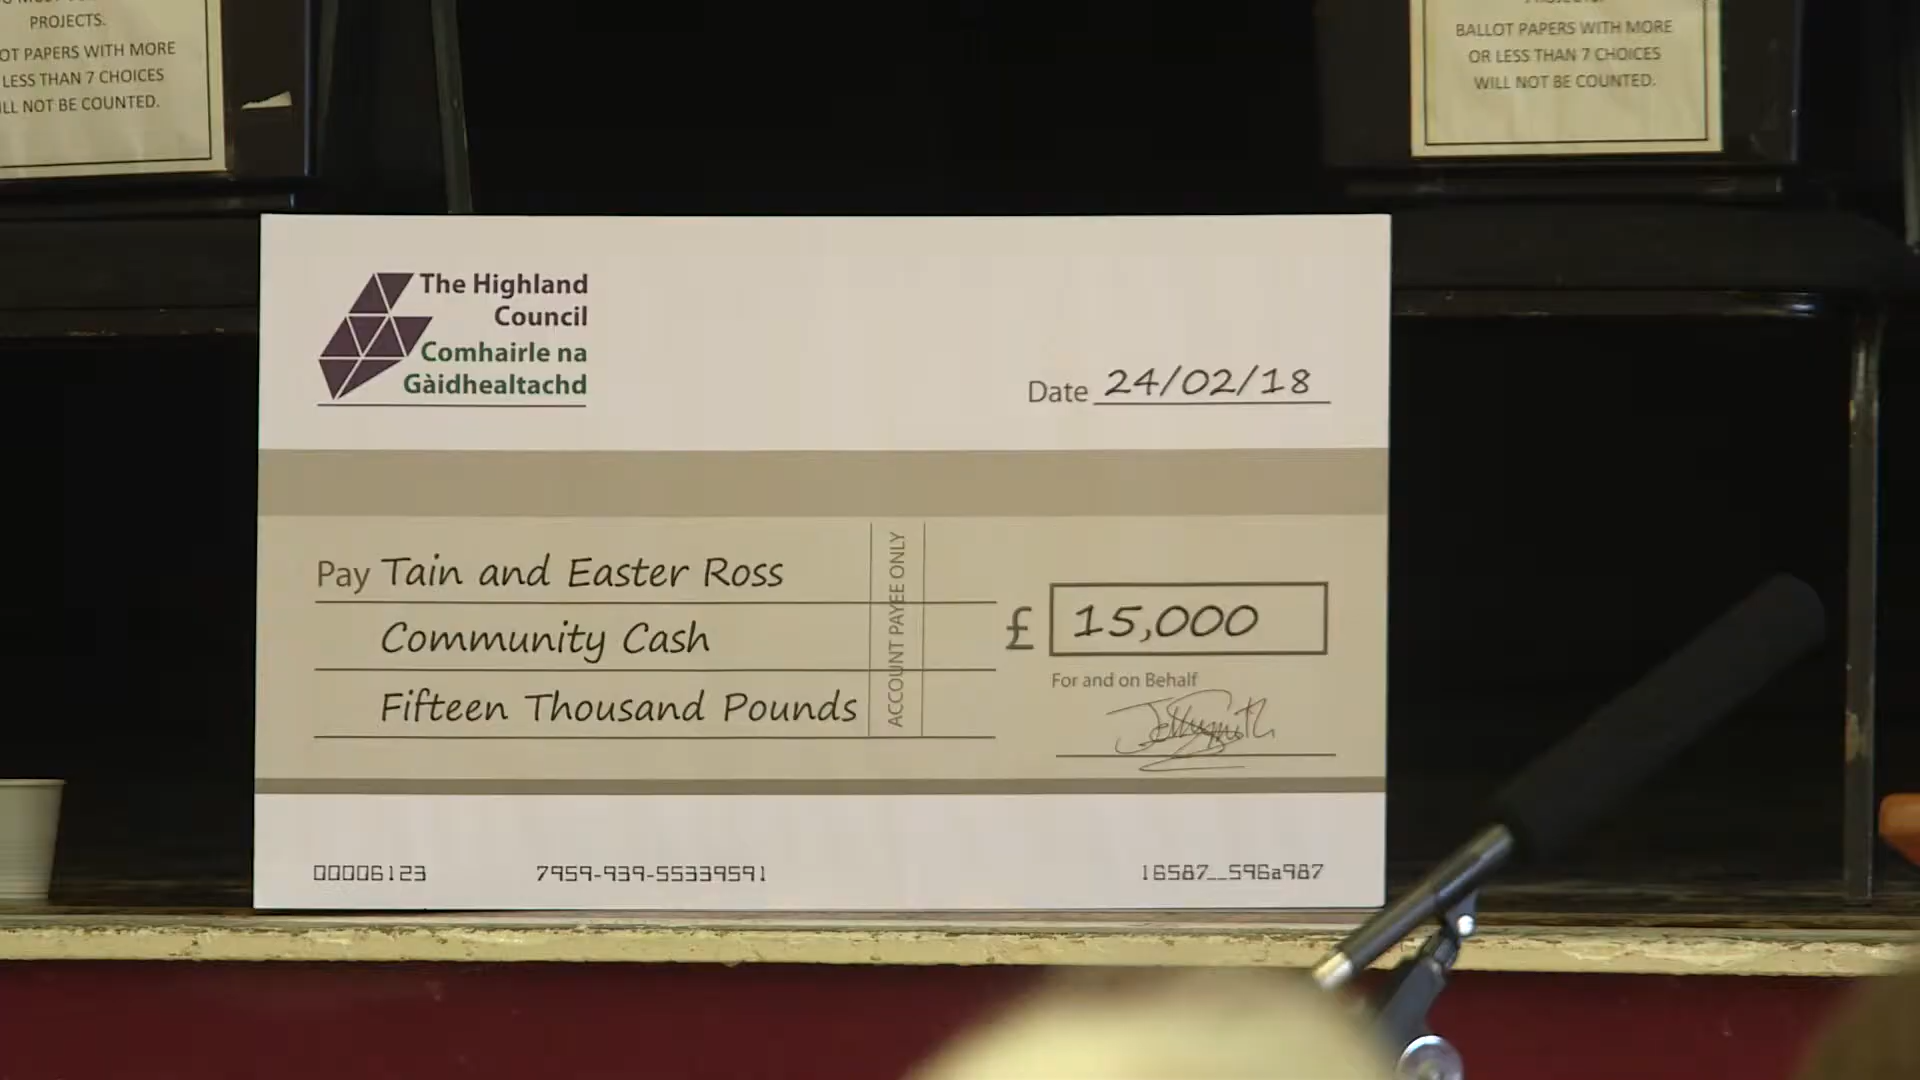 PROJECTS.
OT PAPERS WITH MORE
LESS THAN 7 CHOICES
ILL NOT BE COUNTED.
BALLOT PAPERS WITH MORE
OR LESS THAN 7 CHOICES
WILL NOT BE COUNTED.
The Highland
Council
Comhairle na
Gàidhealtachd
Date 24/02/18
Pay Tain and Easter Ross
Community Cash
Fifteen Thousand Pounds
ACCOUNT PAYEE ONLY
£ 15,000
For and on Behalf
00006123 7959-939-55339591 16587__596a987